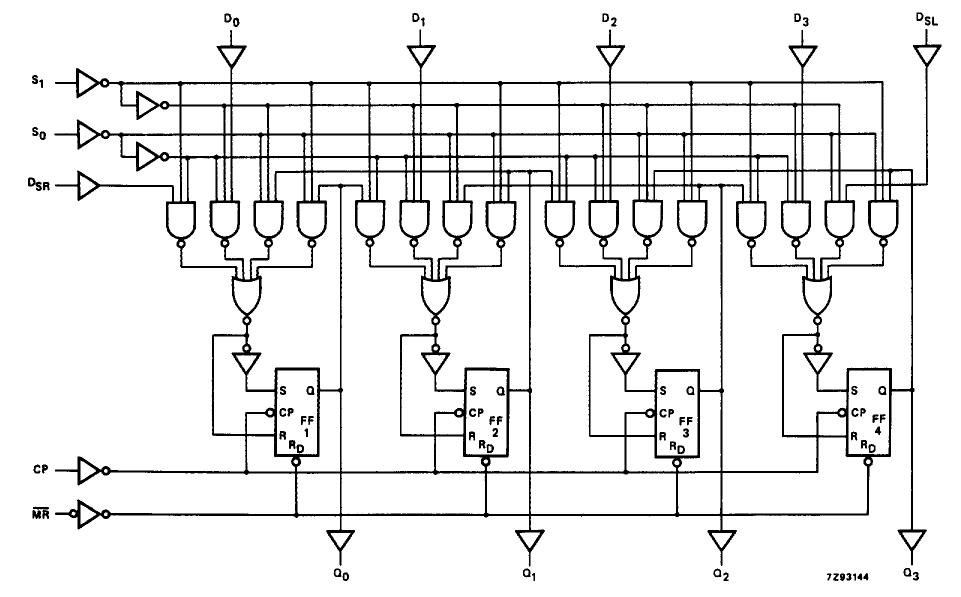 D0 D1 D2 D3 DSL
S1
S0
DSR
S Q
CP
FF
1
R
RD
S Q
CP
FF
2
R
RD
S Q
CP
FF
3
R
RD
S Q
CP
FF
4
R
RD
CP
M̅R̅
Q0 Q1 Q2 7Z93144 Q3